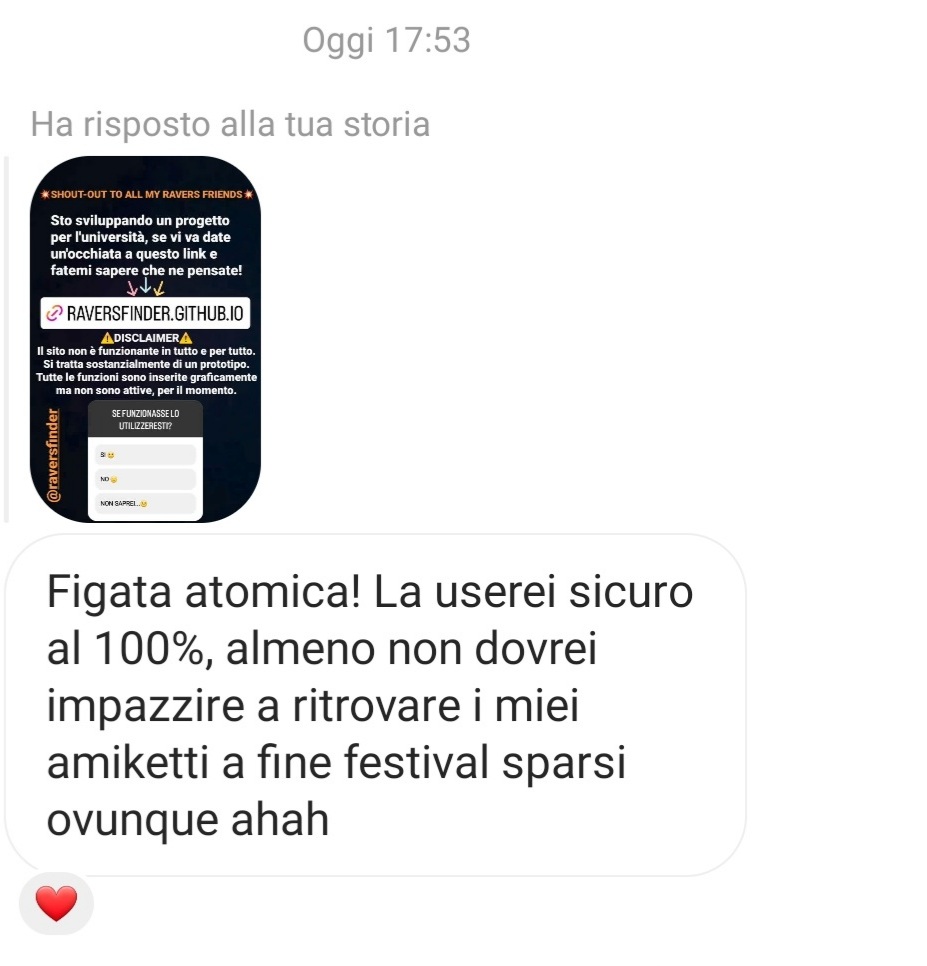 Oggi 17:53
Ha risposto alla tua storia
💥SHOUT-OUT TO ALL MY RAVERS FRIENDS💥
Sto sviluppando un progetto
per l'università, se vi va date
un'occhiata a questo link e
fatemi sapere che ne pensate!
RAVERSFINDER.GITHUB.IO
⚠️DISCLAIMER⚠️
Il sito non è funzionante in tutto e per tutto.
Si tratta sostanzialmente di un prototipo.
Tutte le funzioni sono inserite graficamente
ma non sono attive, per il momento.
@raversfinder
SE FUNZIONASSE LO
UTILIZZERESTI?
SI
NO
NON SAPREI...
Figata atomica! La userei sicuro
al 100%, almeno non dovrei
impazzire a ritrovare i miei
amiketti a fine festival sparsi
ovunque ahah